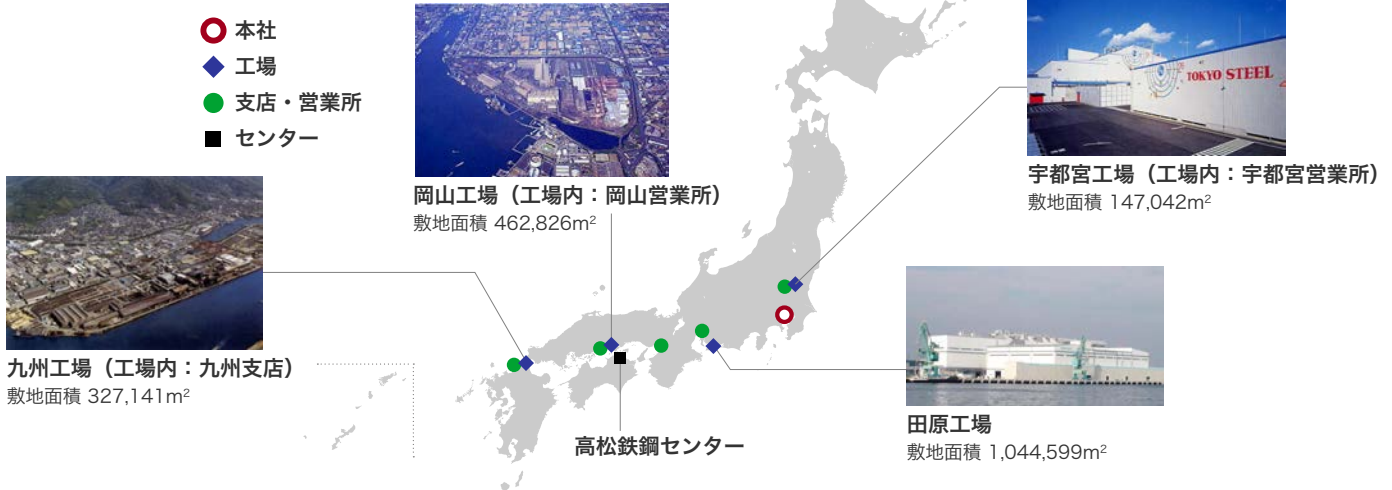 本社
工場
支店・営業所
センター
岡山工場（工場内：岡山営業所）
敷地面積 462,826m²
TOKYO STEEL
宇都宮工場（工場内：宇都宮営業所）
敷地面積 147,042m²
九州工場（工場内：九州支店）
敷地面積 327,141m²
高松鉄鋼センター
田原工場
敷地面積 1,044,599m²